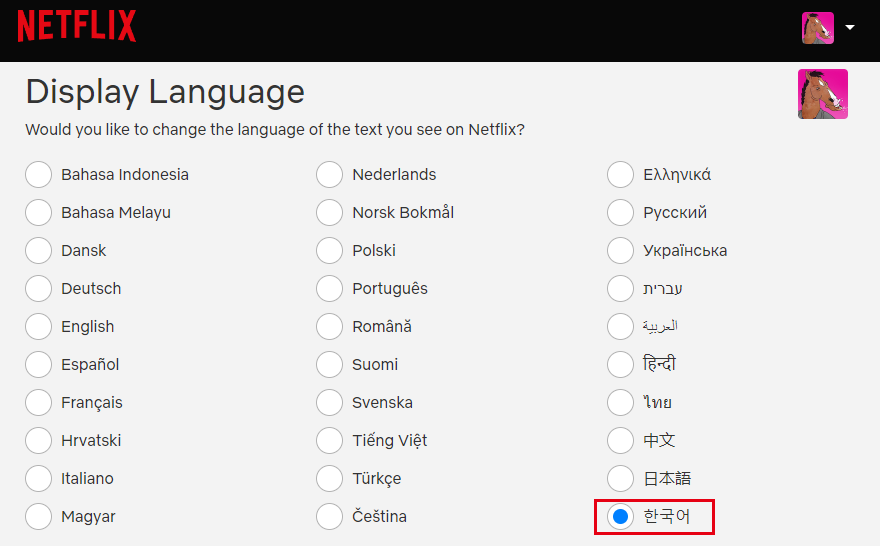 NETFLIX
Display Language
Would you like to change the language of the text you see on Netflix?
Bahasa Indonesia
Bahasa Melayu
Dansk
Deutsch
English
Español
Français
Hrvatski
Italiano
Magyar
Nederlands
Norsk Bokmål
Polski
Português
Română
Suomi
Svenska
Tiếng Việt
Türkçe
Čeština
Ελληνικά
Русский
Українська
עברית
العربية
हिन्दी
ไทย
中文
日本語
한국어